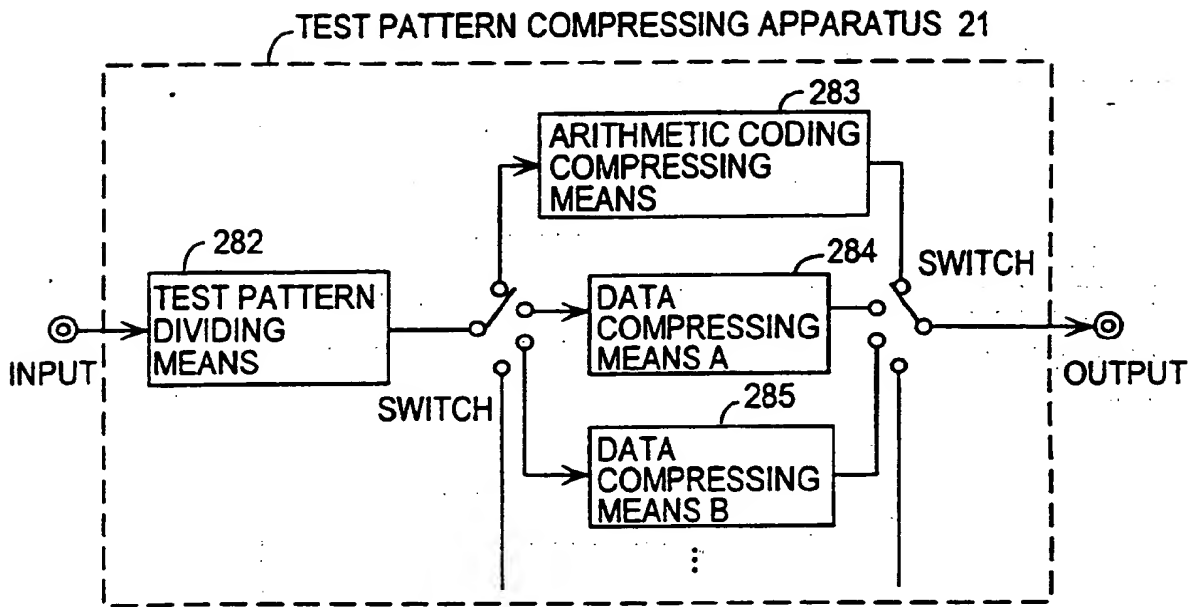 TEST PATTERN COMPRESSING APPARATUS 21
283
ARITHMETIC CODING
COMPRESSING
MEANS
282
TEST PATTERN
DIVIDING
MEANS
INPUT
SWITCH
284
DATA
COMPRESSING
MEANS A
SWITCH
OUTPUT
285
DATA
COMPRESSING
MEANS B